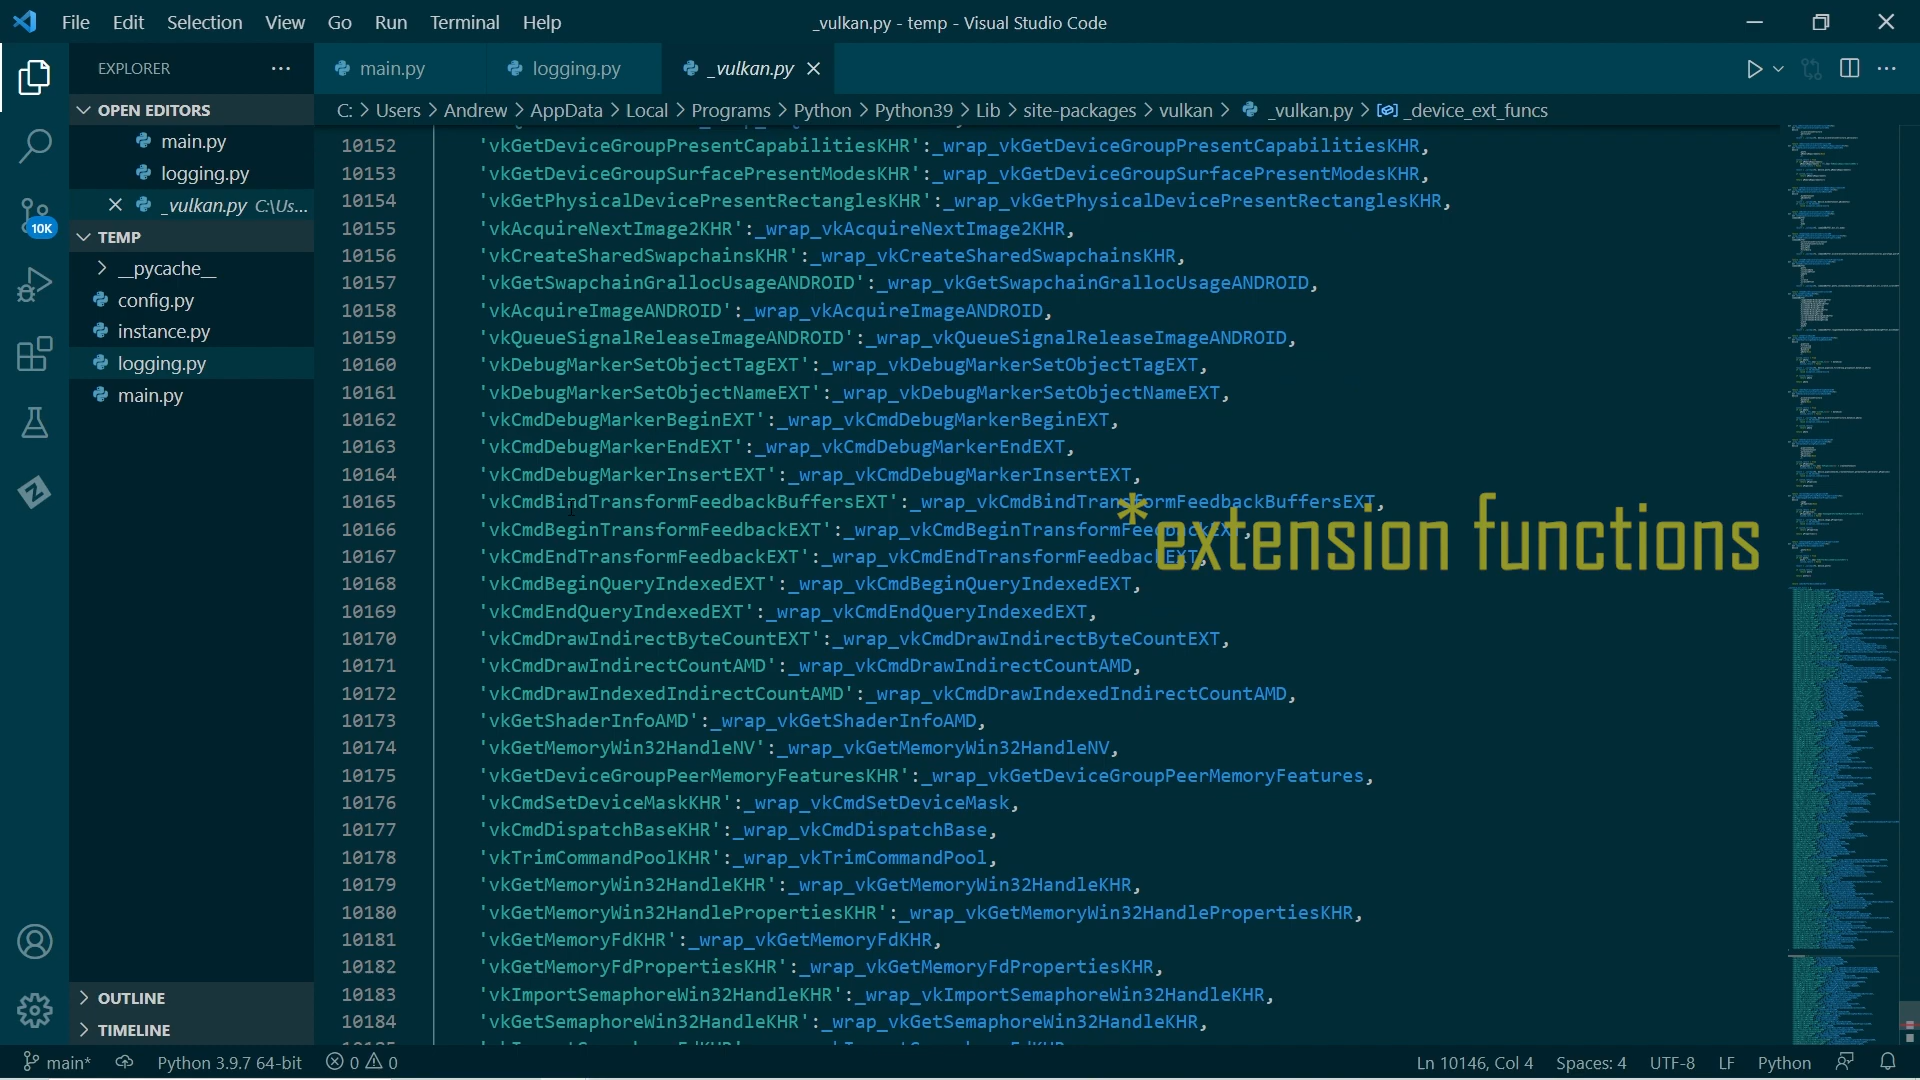 File Edit Selection View Go Run Terminal Help
_vulkan.py - temp - Visual Studio Code
EXPLORER ...
main.py logging.py _vulkan.py
OPEN EDITORS
C: > Users > Andrew > AppData > Local > Programs > Python > Python39 > Lib > site-packages > vulkan > _vulkan.py > _device_ext_funcs
main.py
logging.py
_vulkan.py C:\Us...
10K
TEMP
__pycache__
config.py
instance.py
logging.py
main.py
OUTLINE
TIMELINE
10152 'vkGetDeviceGroupPresentCapabilitiesKHR':_wrap_vkGetDeviceGroupPresentCapabilitiesKHR,
10153 'vkGetDeviceGroupSurfacePresentModesKHR':_wrap_vkGetDeviceGroupSurfacePresentModesKHR,
10154 'vkGetPhysicalDevicePresentRectanglesKHR':_wrap_vkGetPhysicalDevicePresentRectanglesKHR,
10155 'vkAcquireNextImage2KHR':_wrap_vkAcquireNextImage2KHR,
10156 'vkCreateSharedSwapchainsKHR':_wrap_vkCreateSharedSwapchainsKHR,
10157 'vkGetSwapchainGrallocUsageANDROID':_wrap_vkGetSwapchainGrallocUsageANDROID,
10158 'vkAcquireImageANDROID':_wrap_vkAcquireImageANDROID,
10159 'vkQueueSignalReleaseImageANDROID':_wrap_vkQueueSignalReleaseImageANDROID,
10160 'vkDebugMarkerSetObjectTagEXT':_wrap_vkDebugMarkerSetObjectTagEXT,
10161 'vkDebugMarkerSetObjectNameEXT':_wrap_vkDebugMarkerSetObjectNameEXT,
10162 'vkCmdDebugMarkerBeginEXT':_wrap_vkCmdDebugMarkerBeginEXT,
10163 'vkCmdDebugMarkerEndEXT':_wrap_vkCmdDebugMarkerEndEXT,
10164 'vkCmdDebugMarkerInsertEXT':_wrap_vkCmdDebugMarkerInsertEXT,
10165 'vkCmdBindTransformFeedbackBuffersEXT':_wrap_vkCmdBindTransformFeedbackBuffersEXT,
10166 'vkCmdBeginTransformFeedbackEXT':_wrap_vkCmdBeginTransformFeedbackEXT,
10167 'vkCmdEndTransformFeedbackEXT':_wrap_vkCmdEndTransformFeedbackEXT,
*extension functions
10168 'vkCmdBeginQueryIndexedEXT':_wrap_vkCmdBeginQueryIndexedEXT,
10169 'vkCmdEndQueryIndexedEXT':_wrap_vkCmdEndQueryIndexedEXT,
10170 'vkCmdDrawIndirectByteCountEXT':_wrap_vkCmdDrawIndirectByteCountEXT,
10171 'vkCmdDrawIndirectCountAMD':_wrap_vkCmdDrawIndirectCountAMD,
10172 'vkCmdDrawIndexedIndirectCountAMD':_wrap_vkCmdDrawIndexedIndirectCountAMD,
10173 'vkGetShaderInfoAMD':_wrap_vkGetShaderInfoAMD,
10174 'vkGetMemoryWin32HandleNV':_wrap_vkGetMemoryWin32HandleNV,
10175 'vkGetDeviceGroupPeerMemoryFeaturesKHR':_wrap_vkGetDeviceGroupPeerMemoryFeatures,
10176 'vkCmdSetDeviceMaskKHR':_wrap_vkCmdSetDeviceMask,
10177 'vkCmdDispatchBaseKHR':_wrap_vkCmdDispatchBase,
10178 'vkTrimCommandPoolKHR':_wrap_vkTrimCommandPool,
10179 'vkGetMemoryWin32HandleKHR':_wrap_vkGetMemoryWin32HandleKHR,
10180 'vkGetMemoryWin32HandlePropertiesKHR':_wrap_vkGetMemoryWin32HandlePropertiesKHR,
10181 'vkGetMemoryFdKHR':_wrap_vkGetMemoryFdKHR,
10182 'vkGetMemoryFdPropertiesKHR':_wrap_vkGetMemoryFdPropertiesKHR,
10183 'vkImportSemaphoreWin32HandleKHR':_wrap_vkImportSemaphoreWin32HandleKHR,
10184 'vkGetSemaphoreWin32HandleKHR':_wrap_vkGetSemaphoreWin32HandleKHR,
main* Python 3.9.7 64-bit 0 0 Ln 10146, Col 4 Spaces: 4 UTF-8 LF Python